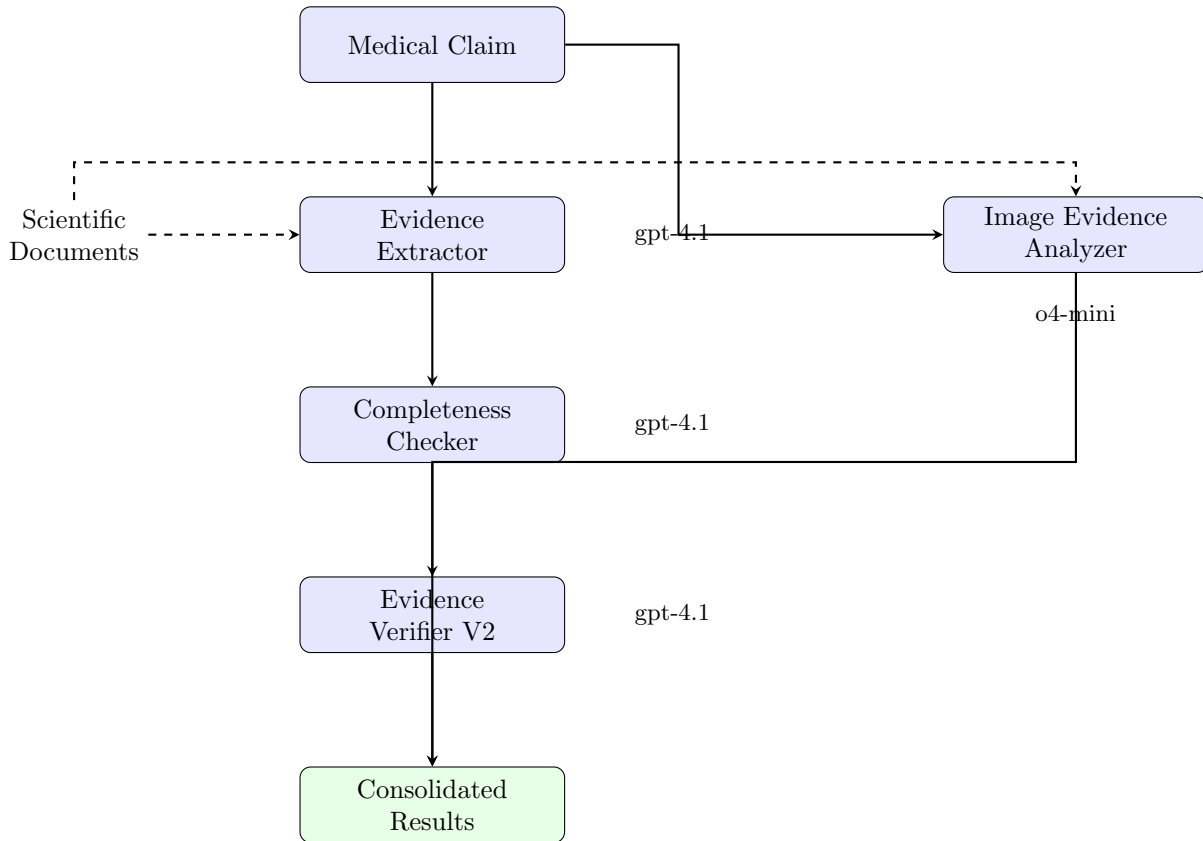 Medical Claim
Scientific
Documents
Evidence
Extractor
gpt-4.1
Image Evidence
Analyzer
o4-mini
Completeness
Checker
gpt-4.1
Evidence
Verifier V2
gpt-4.1
Consolidated
Results